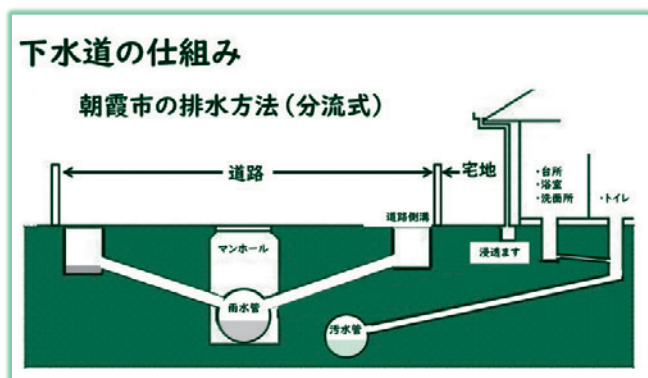 下水道の仕組み
朝霞市の排水方法(分流式)
道路
宅地
・台所
・浴室
・洗面所
・トイレ
道路側溝
マンホール
浸透ます
雨水管
汚水管